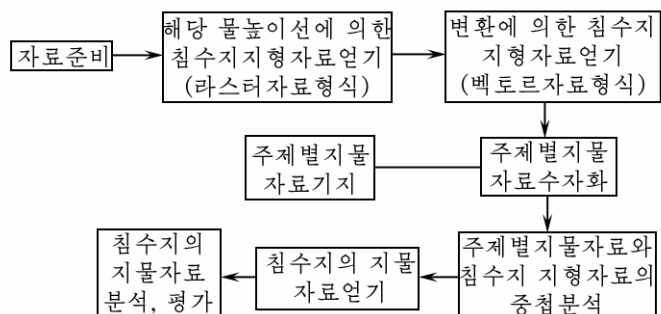 자료준비
해당 물높이선에 의한
침수지지형자료얻기
(라스터자료형식)
변환에 의한 침수지
지형자료얻기
(벡토르자료형식)
주제별지물
자료기지
주제별지물
자료수자화
주제별지물자료와
침수지 지형자료의
중첩분석
침수지의 지물
자료얻기
침수지의
지물자료
분석, 평가